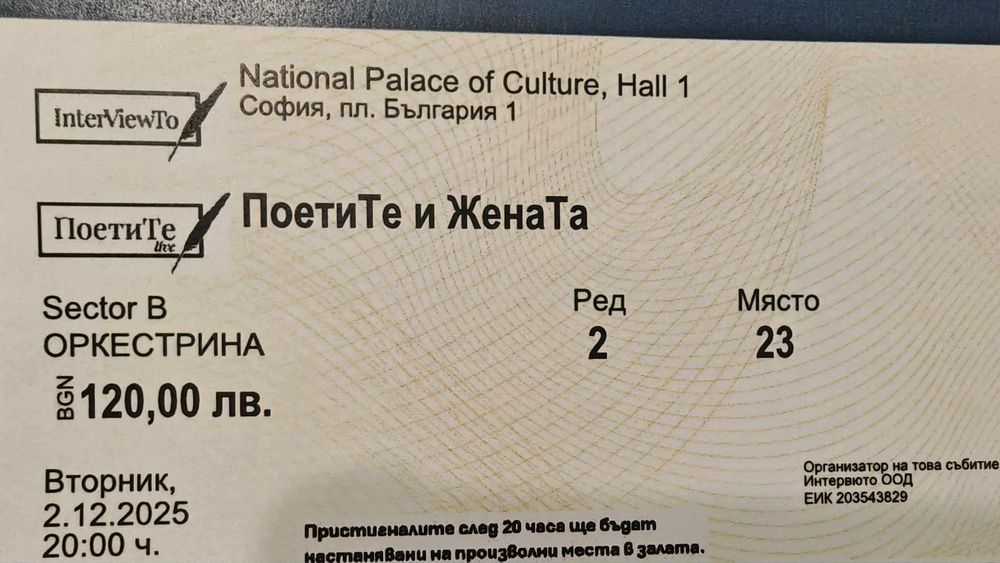 InterViewTo
National Palace of Culture, Hall 1
София, пл. България 1
ПоетиТе
live
ПоетиТе и ЖенаТа
Sector B
ОРКЕСТРИНА
Ред
2
Място
23
BGN 120,00 лв.
Вторник,
2.12.2025
20:00 ч.
Организатор на това събитие
Интервюто ООД
ЕИК 203543829
Пристигналите след 20 часа ще бъдат
настанявани на произволни места в залата.